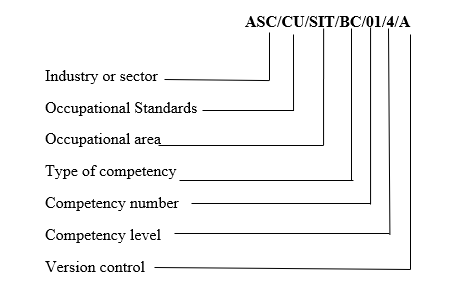 ASC/CU/SIT/BC/01/4/A
Industry or sector
Occupational Standards
Occupational area
Type of competency
Competency number
Competency level
Version control